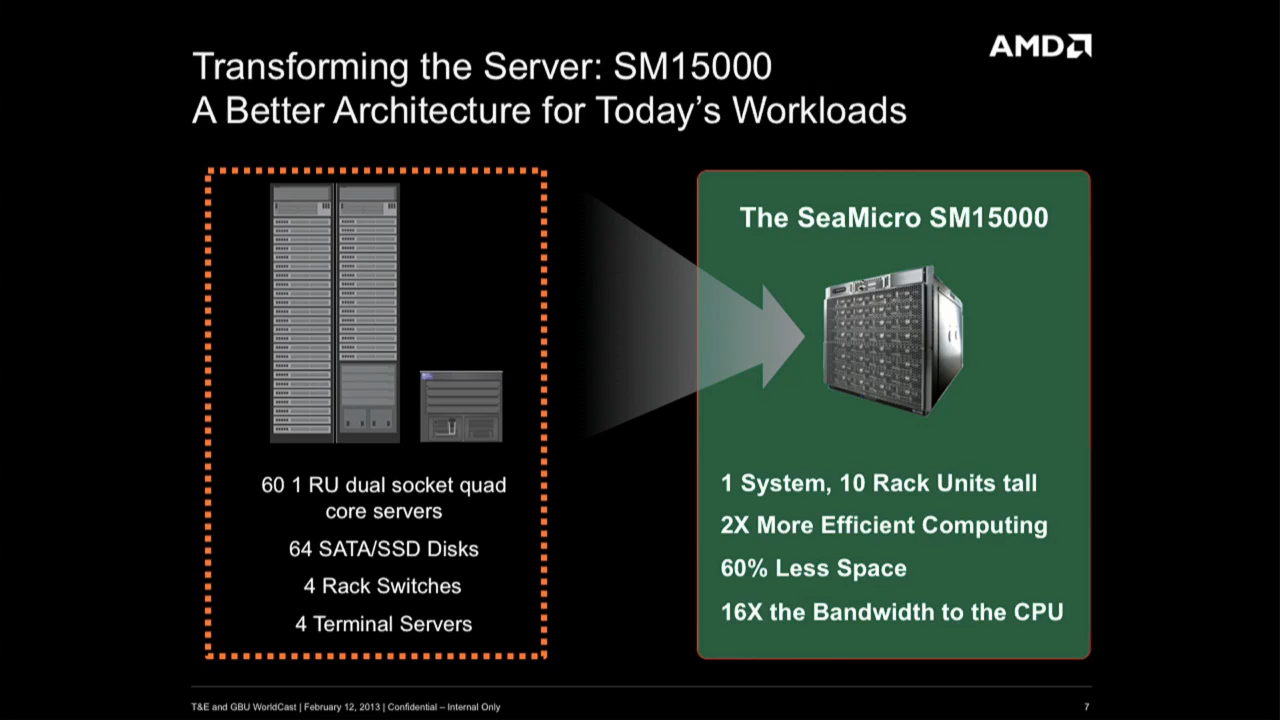 AMD
Transforming the Server: SM15000
A Better Architecture for Today's Workloads
60 1 RU dual socket quad
core servers
64 SATA/SSD Disks
4 Rack Switches
4 Terminal Servers
The SeaMicro SM15000
1 System, 10 Rack Units tall
2X More Efficient Computing
60% Less Space
16X the Bandwidth to the CPU
T&E and GBU WorldCast | February 12, 2013 | Confidential – Internal Only
7